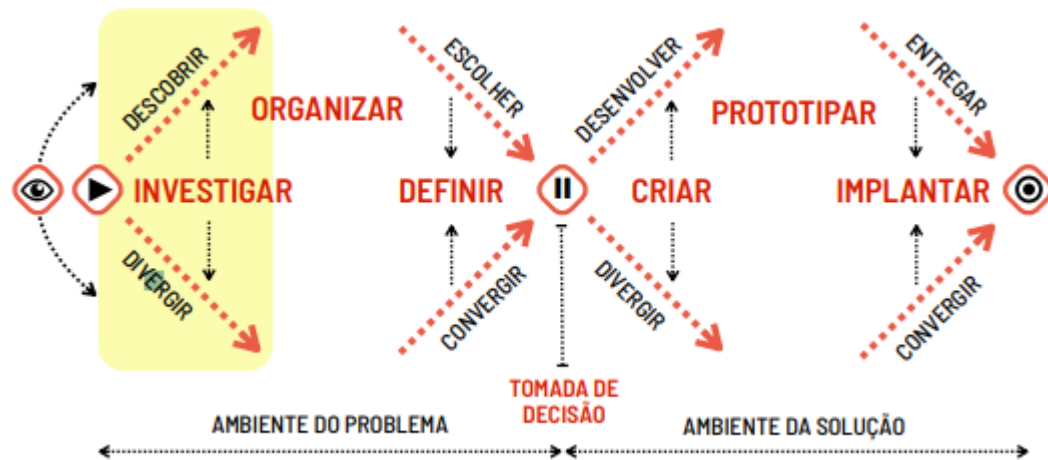 DESCOBRIR
ESCOLHER
DESENVOLVER
ENTREGAR
ORGANIZAR
PROTOTIPAR
INVESTIGAR
DEFINIR
CRIAR
IMPLANTAR
DIVERGIR
CONVERGIR
DIVERGIR
CONVERGIR
TOMADA DE
DECISÃO
AMBIENTE DO PROBLEMA
AMBIENTE DA SOLUÇÃO